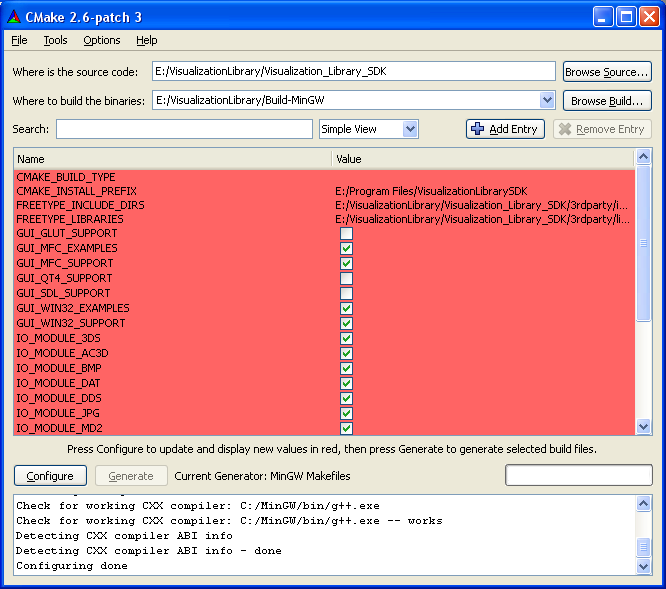 CMake 2.6-patch 3
File Tools Options Help
Where is the source code: E:/VisualizationLibrary/Visualization_Library_SDK Browse Source...
Where to build the binaries: E:/VisualizationLibrary/Build-MinGW Browse Build...
Search: Simple View Add Entry Remove Entry
Name Value
CMAKE_BUILD_TYPE
CMAKE_INSTALL_PREFIX E:/Program Files/VisualizationLibrarySDK
FREETYPE_INCLUDE_DIRS E:/VisualizationLibrary/Visualization_Library_SDK/3rdparty/i...
FREETYPE_LIBRARIES E:/VisualizationLibrary/Visualization_Library_SDK/3rdparty/li...
GUI_GLUT_SUPPORT
GUI_MFC_EXAMPLES
GUI_MFC_SUPPORT
GUI_QT4_SUPPORT
GUI_SDL_SUPPORT
GUI_WIN32_EXAMPLES
GUI_WIN32_SUPPORT
IO_MODULE_3DS
IO_MODULE_AC3D
IO_MODULE_BMP
IO_MODULE_DAT
IO_MODULE_DDS
IO_MODULE_JPG
IO_MODULE_MD2
Press Configure to update and display new values in red, then press Generate to generate selected build files.
Configure Generate Current Generator: MinGW Makefiles
Check for working CXX compiler: C:/MinGW/bin/g++.exe
Check for working CXX compiler: C:/MinGW/bin/g++.exe -- works
Detecting CXX compiler ABI info
Detecting CXX compiler ABI info - done
Configuring done